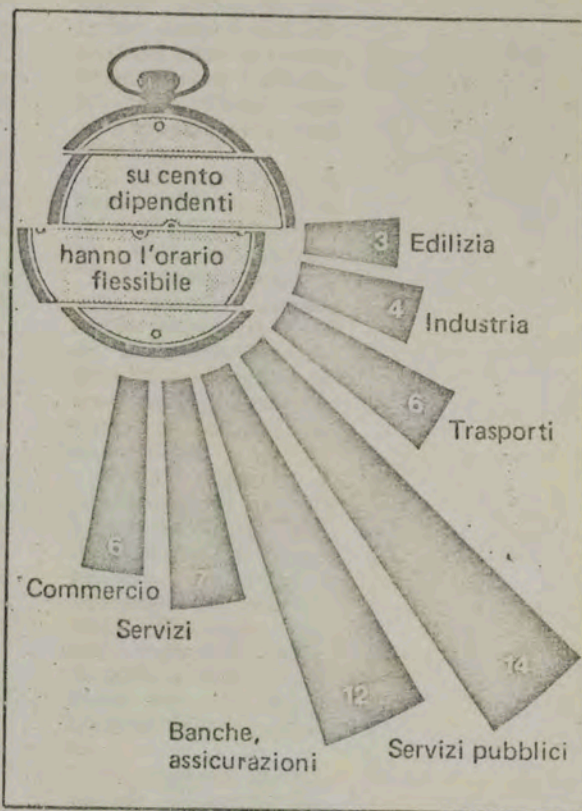 su cento
dipendenti
hanno l'orario
flessibile
3 Edilizia
4 Industria
6 Trasporti
14 Servizi pubblici
12 Banche,
assicurazioni
7 Servizi
6 Commercio